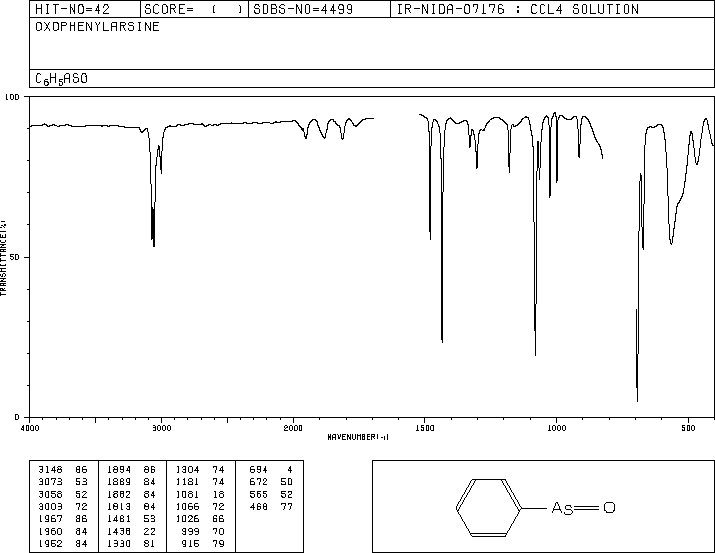 HIT-NO=42 SCORE= ( ) SDBS-NO=4499 IR-NIDA-07176 : CCL4 SOLUTION
OXOPHENYLARSINE
C6H5ASO
100
50
0
TRANSMITTANCE(%)
4000 3000 2000 1500 1000 500
WAVENUMBER(-1)
3148 86 1894 86 1304 74 694 4
3073 53 1889 84 1181 74 672 50
3058 52 1882 84 1081 18 565 52
3003 72 1813 84 1066 72 468 77
1967 86 1481 53 1026 66
1960 84 1438 22 999 70
1952 84 1330 81 915 79
As=O